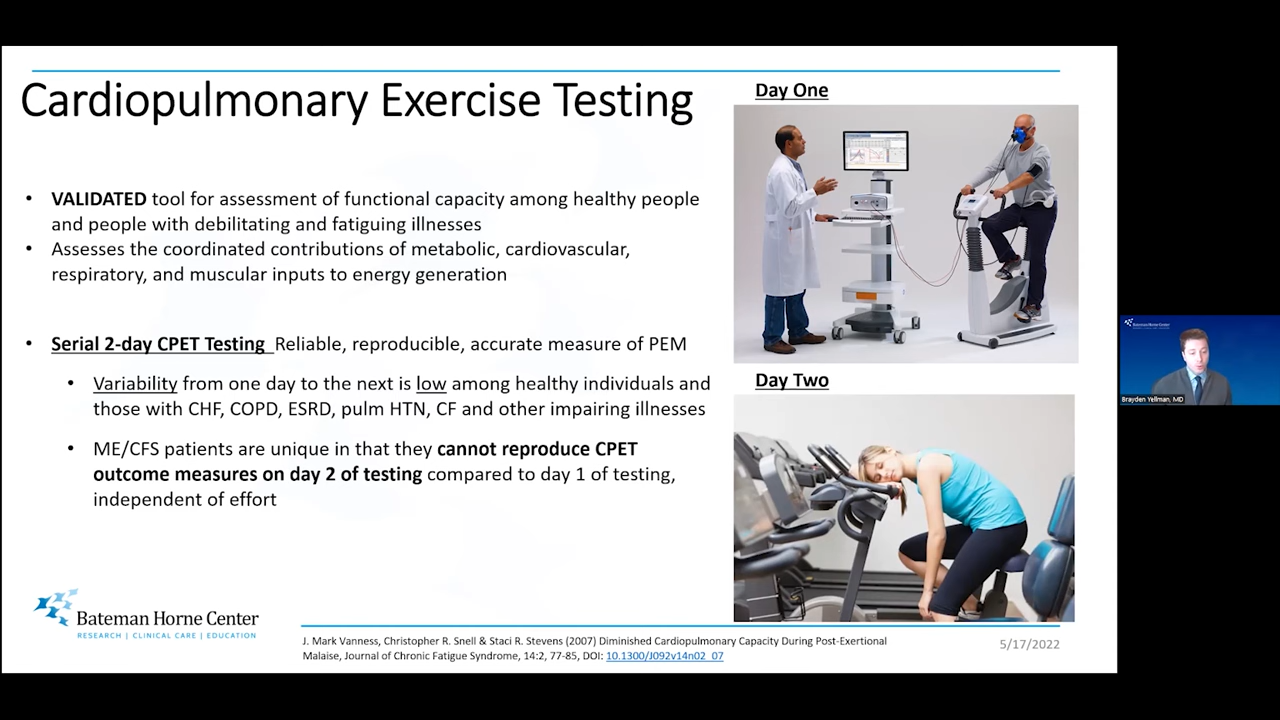 Cardiopulmonary Exercise Testing
• VALIDATED tool for assessment of functional capacity among healthy people
and people with debilitating and fatiguing illnesses
• Assesses the coordinated contributions of metabolic, cardiovascular,
respiratory, and muscular inputs to energy generation
• Serial 2-day CPET Testing Reliable, reproducible, accurate measure of PEM
• Variability from one day to the next is low among healthy individuals and
those with CHF, COPD, ESRD, pulm HTN, CF and other impairing illnesses
• ME/CFS patients are unique in that they cannot reproduce CPET
outcome measures on day 2 of testing compared to day 1 of testing,
independent of effort
Day One
Day Two
Bateman Horne Center
RESEARCH | CLINICAL CARE | EDUCATION
J. Mark Vanness, Christopher R. Snell & Staci R. Stevens (2007) Diminished Cardiopulmonary Capacity During Post-Exertional
Malaise, Journal of Chronic Fatigue Syndrome, 14:2, 77-85, DOI: 10.1300/J092v14n02_07
5/17/2022
Bateman Horne Center
Brayden Yellman, MD